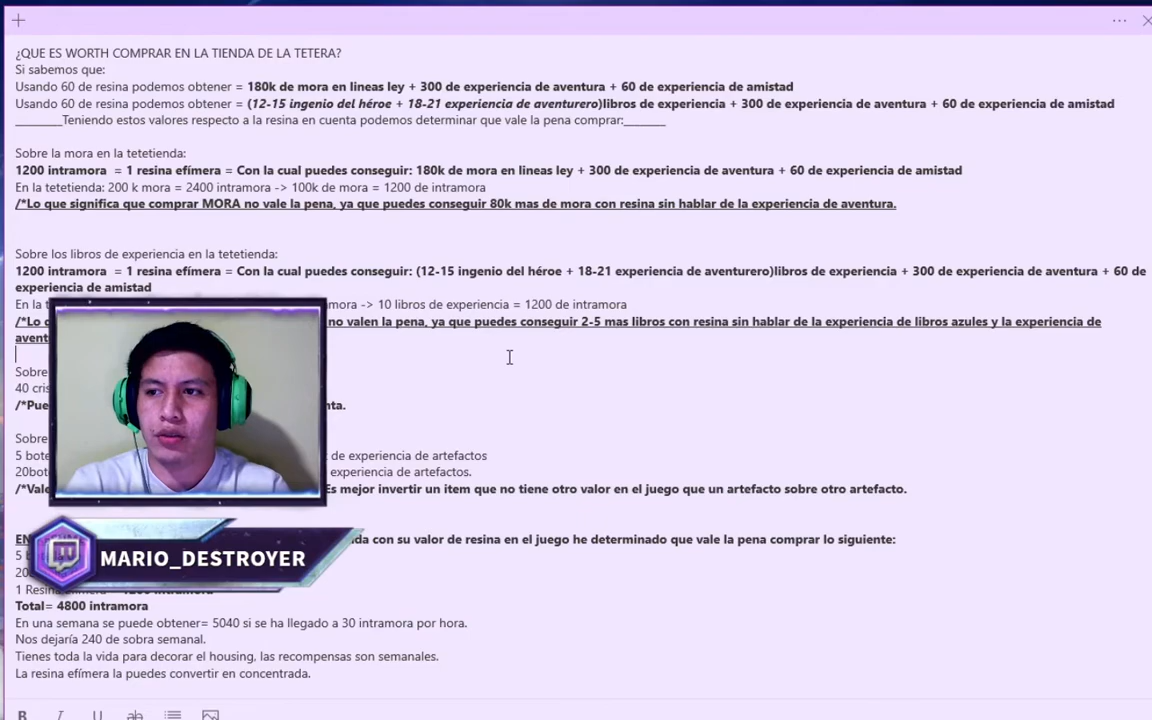 ¿QUE ES WORTH COMPRAR EN LA TIENDA DE LA TETERA?
Si sabemos que:
Usando 60 de resina podemos obtener = 180k de mora en lineas ley + 300 de experiencia de aventura + 60 de experiencia de amistad
Usando 60 de resina podemos obtener = (12-15 ingenio del héroe + 18-21 experiencia de aventurero)libros de experiencia + 300 de experiencia de aventura + 60 de experiencia de amistad
________Teniendo estos valores respecto a la resina en cuenta podemos determinar que vale la pena comprar:_______
Sobre la mora en la tetetienda:
1200 intramora = 1 resina efímera = Con la cual puedes conseguir: 180k de mora en lineas ley + 300 de experiencia de aventura + 60 de experiencia de amistad
En la tetetienda: 200 k mora = 2400 intramora -> 100k de mora = 1200 de intramora
/*Lo que significa que comprar MORA no vale la pena, ya que puedes conseguir 80k mas de mora con resina sin hablar de la experiencia de aventura.
Sobre los libros de experiencia en la tetetienda:
1200 intramora = 1 resina efímera = Con la cual puedes conseguir: (12-15 ingenio del héroe + 18-21 experiencia de aventurero)libros de experiencia + 300 de experiencia de aventura + 60 de
experiencia de amistad
En la mora -> 10 libros de experiencia = 1200 de intramora
/*Lo no valen la pena, ya que puedes conseguir 2-5 mas libros con resina sin hablar de la experiencia de libros azules y la experiencia de
Sobre
40
/*Pue
Sobre
5 de experiencia de artefactos
experiencia de artefactos.
/*Vale Es mejor invertir un item que no tiene otro valor en el juego que un artefacto sobre otro artefacto.
con su valor de resina en el juego he determinado que vale la pena comprar lo siguiente:
5
MARIO_DESTROYER
1
Total= 4800 intramora
En una semana se puede obtener= 5040 si se ha llegado a 30 intramora por hora.
Nos dejaría 240 de sobra semanal.
Tienes toda la vida para decorar el housing, las recompensas son semanales.
La resina efímera la puedes convertir en concentrada.
B I U ab